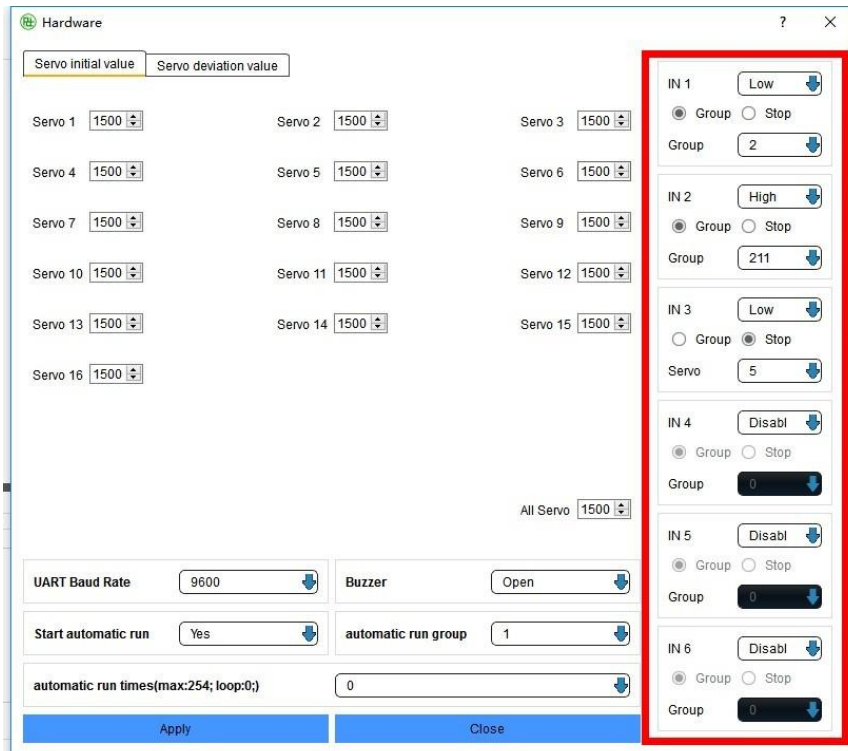 Hardware
? ×
Servo initial value Servo deviation value
Servo 1 1500 Servo 2 1500 Servo 3 1500
Servo 4 1500 Servo 5 1500 Servo 6 1500
Servo 7 1500 Servo 8 1500 Servo 9 1500
Servo 10 1500 Servo 11 1500 Servo 12 1500
Servo 13 1500 Servo 14 1500 Servo 15 1500
Servo 16 1500
All Servo 1500
UART Baud Rate 9600 Buzzer Open
Start automatic run Yes automatic run group 1
automatic run times(max:254; loop:0;) 0
Apply Close
IN 1 Low
Group Stop
Group 2
IN 2 High
Group Stop
Group 211
IN 3 Low
Group Stop
Servo 5
IN 4 Disabl
Group Stop
Group 0
IN 5 Disabl
Group Stop
Group 0
IN 6 Disabl
Group Stop
Group 0